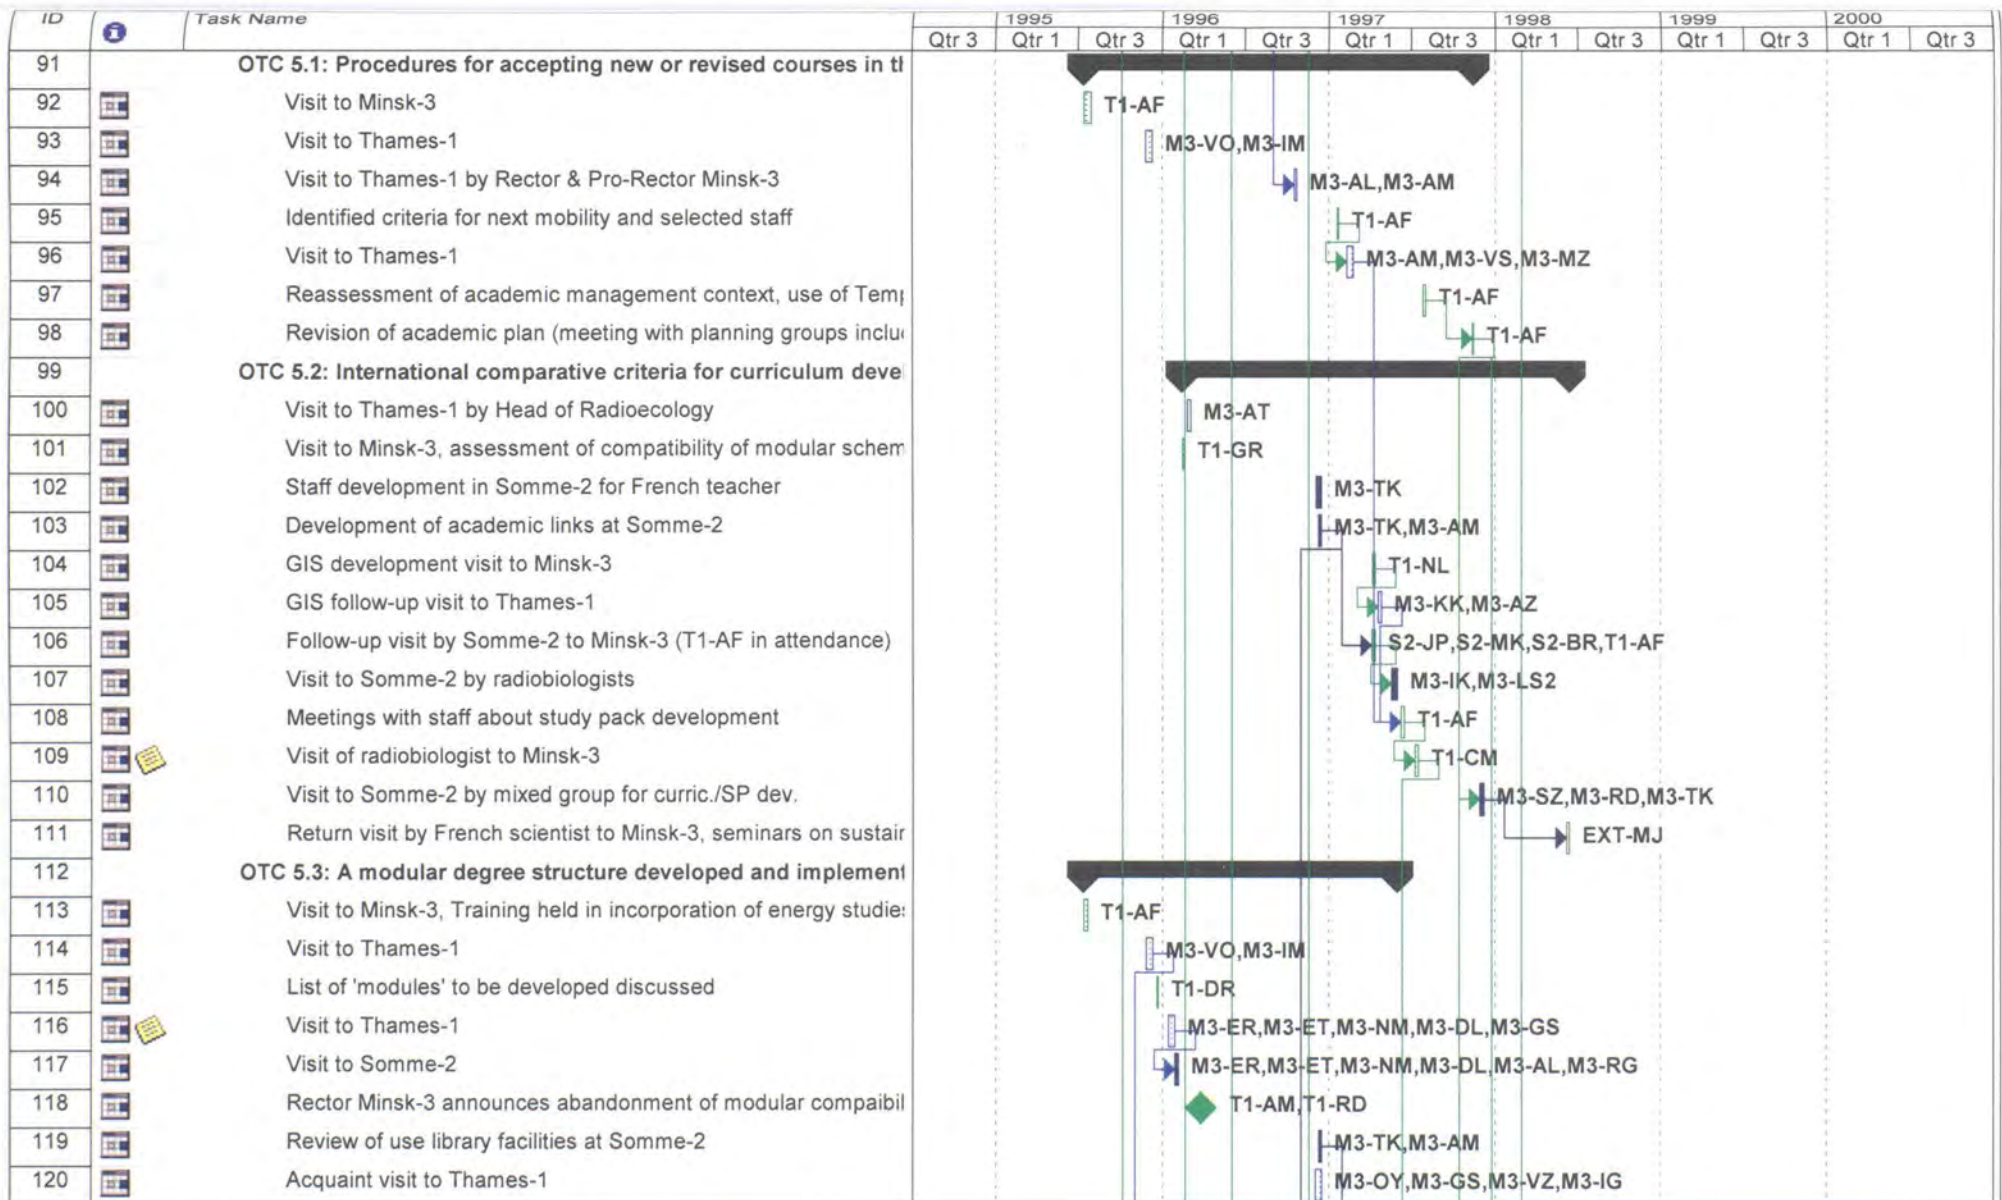 ID Task Name 1995 1996 1997 1998 1999 2000
Qtr 3 Qtr 1 Qtr 3 Qtr 1 Qtr 3 Qtr 1 Qtr 3 Qtr 1 Qtr 3 Qtr 1 Qtr 3 Qtr 1 Qtr 3
91 OTC 5.1: Procedures for accepting new or revised courses in th
92 Visit to Minsk-3 T1-AF
93 Visit to Thames-1 M3-VO,M3-IM
94 Visit to Thames-1 by Rector & Pro-Rector Minsk-3 M3-AL,M3-AM
95 Identified criteria for next mobility and selected staff T1-AF
96 Visit to Thames-1 M3-AM,M3-VS,M3-MZ
97 Reassessment of academic management context, use of Temp T1-AF
98 Revision of academic plan (meeting with planning groups inclu T1-AF
99 OTC 5.2: International comparative criteria for curriculum deve
100 Visit to Thames-1 by Head of Radioecology M3-AT
101 Visit to Minsk-3, assessment of compatibility of modular schem T1-GR
102 Staff development in Somme-2 for French teacher M3-TK
103 Development of academic links at Somme-2 M3-TK,M3-AM
104 GIS development visit to Minsk-3 T1-NL
105 GIS follow-up visit to Thames-1 M3-KK,M3-AZ
106 Follow-up visit by Somme-2 to Minsk-3 (T1-AF in attendance) S2-JP,S2-MK,S2-BR,T1-AF
107 Visit to Somme-2 by radiobiologists M3-IK,M3-LS2
108 Meetings with staff about study pack development T1-AF
109 Visit of radiobiologist to Minsk-3 T1-CM
110 Visit to Somme-2 by mixed group for curric./SP dev. M3-SZ,M3-RD,M3-TK
111 Return visit by French scientist to Minsk-3, seminars on sustair EXT-MJ
112 OTC 5.3: A modular degree structure developed and implement
113 Visit to Minsk-3, Training held in incorporation of energy studies T1-AF
114 Visit to Thames-1 M3-VO,M3-IM
115 List of 'modules' to be developed discussed T1-DR
116 Visit to Thames-1 M3-ER,M3-ET,M3-NM,M3-DL,M3-GS
117 Visit to Somme-2 M3-ER,M3-ET,M3-NM,M3-DL,M3-AL,M3-RG
118 Rector Minsk-3 announces abandonment of modular compaibil T1-AM,T1-RD
119 Review of use library facilities at Somme-2 M3-TK,M3-AM
120 Acquaint visit to Thames-1 M3-OY,M3-GS,M3-VZ,M3-IG